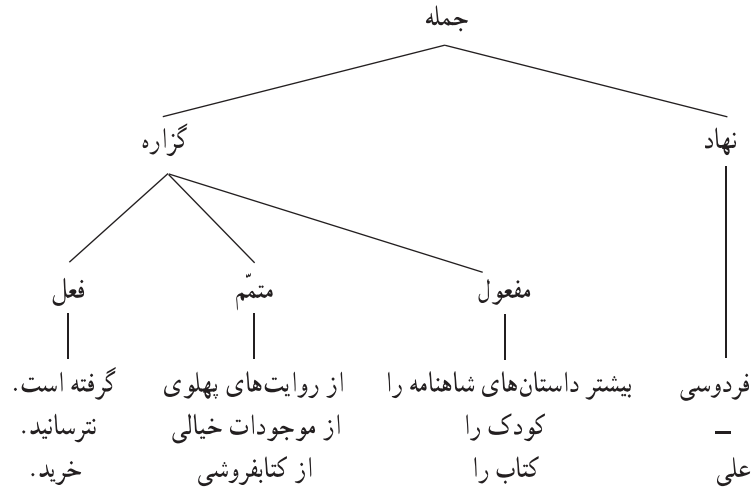 جمله
نهاد گزاره
مفعول متمّم فعل
فردوسی بیشتر داستان‌های شاهنامه را از روایت‌های پهلوی گرفته است.
– کودک را از موجودات خیالی نترسانید.
علی کتاب را از کتابفروشی خرید.